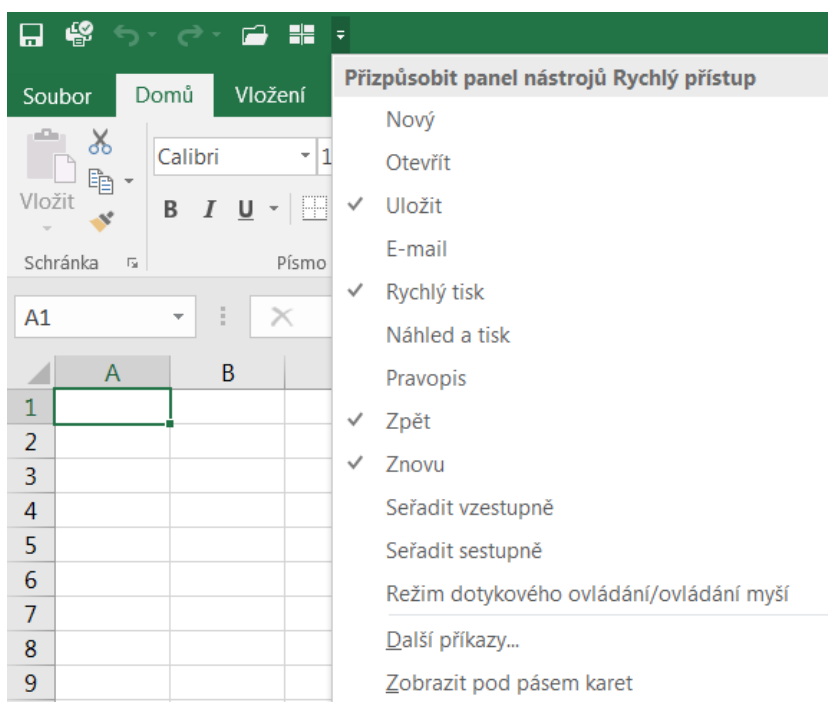 Přizpůsobit panel nástrojů Rychlý přístup
Soubor Domů Vložení
Nový
Otevřít
Uložit
E-mail
Rychlý tisk
Náhled a tisk
Pravopis
Zpět
Znovu
Seřadit vzestupně
Seřadit sestupně
Režim dotykového ovládání/ovládání myší
Další příkazy...
Zobrazit pod pásem karet
Calibri 1
Vložit
B I U
Schránka Písmo
A1
A B
1
2
3
4
5
6
7
8
9